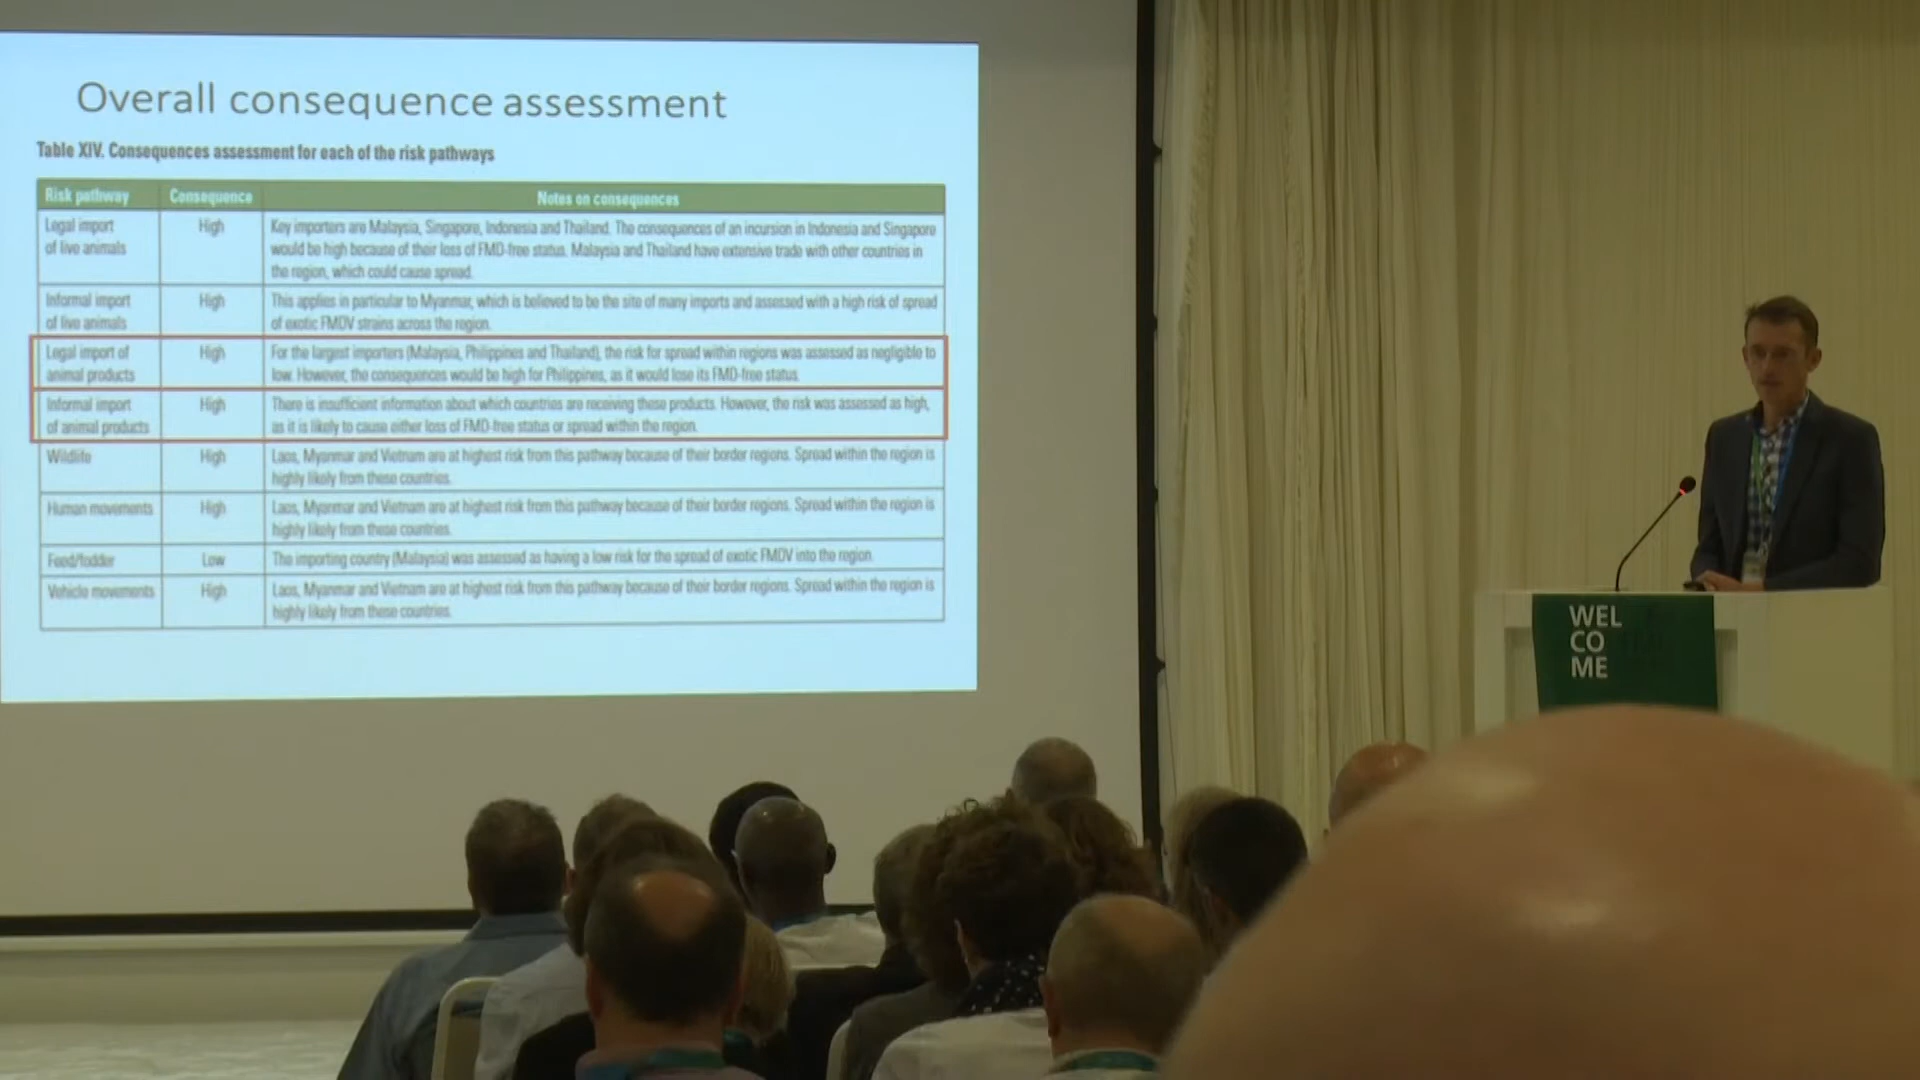 Overall consequence assessment
Table XIV. Consequences assessment for each of the risk pathways
Risk pathway Consequence Notes on consequences
Legal import
of live animals
High
Key importers are Malaysia, Singapore, Indonesia and Thailand. The consequences of an incursion in Indonesia and Singapore
would be high because of their loss of FMD-free status. Malaysia and Thailand have extensive trade with other countries in
the region, which could cause spread.
Informal import
of live animals
High
This applies in particular to Myanmar, which is believed to be the site of many imports and assessed with a high risk of spread
of exotic FMDV strains across the region.
Legal import of
animal products
High
For the largest importers (Malaysia, Philippines and Thailand), the risk for spread within regions was assessed as negligible to
low. However, the consequences would be high for Philippines, as it would lose its FMD-free status.
Informal import
of animal products
High
There is insufficient information about which countries are receiving these products. However, the risk was assessed as high,
as it is likely to cause either loss of FMD-free status or spread within the region.
Wildlife
High
Laos, Myanmar and Vietnam are at highest risk from this pathway because of their border regions. Spread within the region is
highly likely from these countries.
Human movements
High
Laos, Myanmar and Vietnam are at highest risk from this pathway because of their border regions. Spread within the region is
highly likely from these countries.
Feed/fodder
Low
The importing country (Malaysia) was assessed as having a low risk for the spread of exotic FMDV into the region.
Vehicle movements
High
Laos, Myanmar and Vietnam are at highest risk from this pathway because of their border regions. Spread within the region is
highly likely from these countries.
WEL
CO
ME